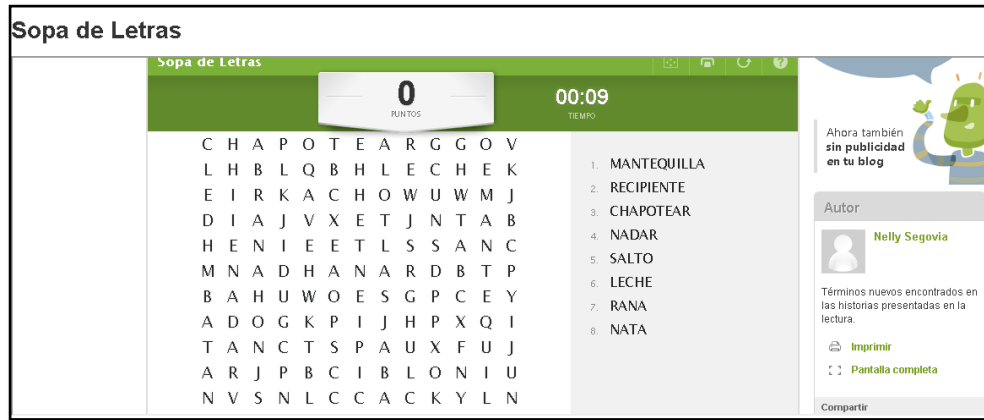 Sopa de Letras
Sopa de Letras
0
PUNTOS
00:09
TIEMPO
C H A P O T E A R G G O V
L H B L Q B H L E C H E K
E I R K A C H O W U W M J
D I A J V X E T J N T A B
H E N I E E T L S S A N C
M N A D H A N A R D B T P
B A H U W O E S G P C E Y
A D O G K P I J H P X Q I
T A N C T S P A U X F U J
A R J P B C I B L O N I U
N V S N L C C A C K Y L N
1. MANTEQUILLA
2. RECIPIENTE
3. CHAPOTEAR
4. NADAR
5. SALTO
6. LECHE
7. RANA
8. NATA
Ahora también
sin publicidad
en tu blog
Autor
Nelly Segovia
Términos nuevos encontrados en
las historias presentadas en la
lectura.
Imprimir
Pantalla completa
Compartir